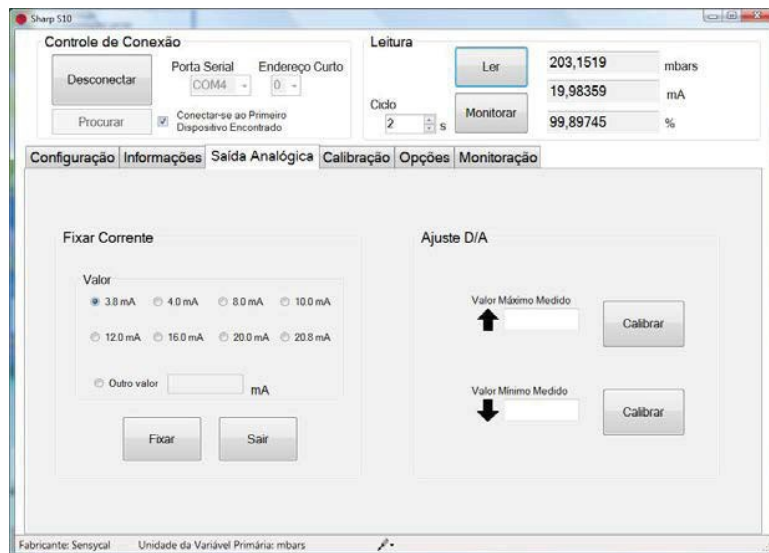 Sharp S10
Controle de Conexão
Desconectar
Porta Serial
COM4
Endereço Curto
0
Procurar
Conectar-se ao Primeiro
Dispositivo Encontrado
Leitura
Ciclo
2 s
Ler
Monitorar
203,1519 mbars
19,98359 mA
99,89745 %
Configuração Informações Saída Analógica Calibração Opções Monitoração
Fixar Corrente
Valor
3.8 mA 4.0 mA 8.0 mA 10.0 mA
12.0 mA 16.0 mA 20.0 mA 20.8 mA
Outro valor mA
Fixar Sair
Ajuste D/A
Valor Máximo Medido
Calibrar
Valor Mínimo Medido
Calibrar
Fabricante: Sensycal Unidade da Variável Primária: mbars